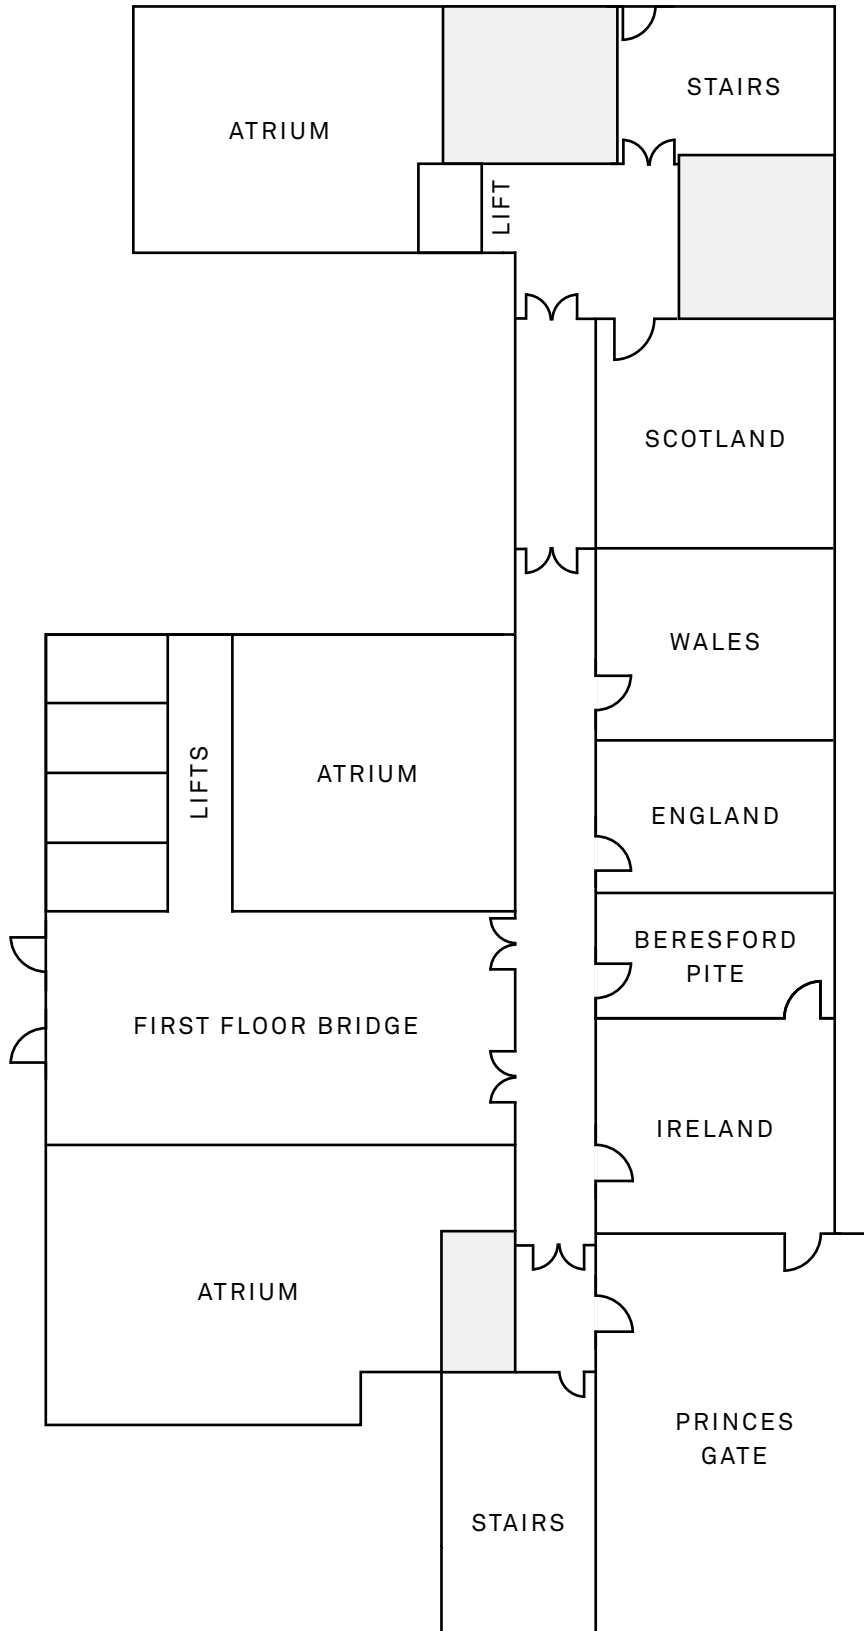 STAIRS
ATRIUM
LIFT
SCOTLAND
WALES
LIFTS
ATRIUM
ENGLAND
BERESFORD
PITE
FIRST FLOOR BRIDGE
IRELAND
ATRIUM
PRINCES
GATE
STAIRS